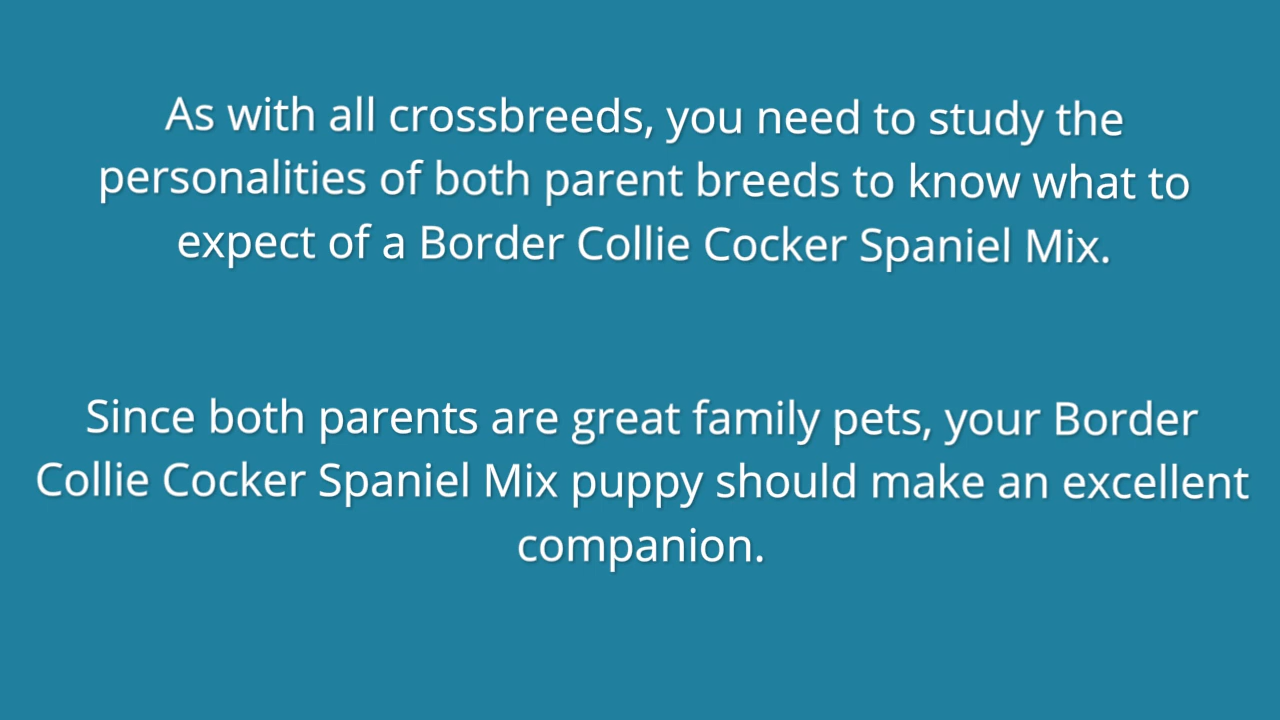 As with all crossbreeds, you need to study the
personalities of both parent breeds to know what to
expect of a Border Collie Cocker Spaniel Mix.
Since both parents are great family pets, your Border
Collie Cocker Spaniel Mix puppy should make an excellent
companion.